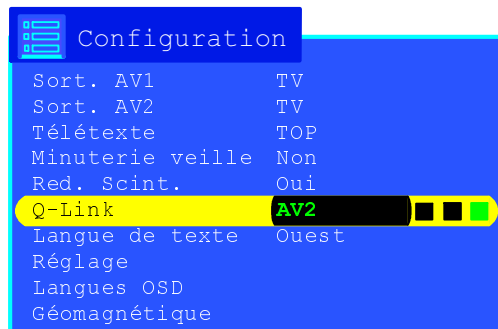 Configuration
Sort. AV1 TV
Sort. AV2 TV
Télétexte TOP
Minuterie veille Non
Red. Scint. Oui
Q-Link AV2
Langue de texte Ouest
Réglage
Langues OSD
Géomagnétique